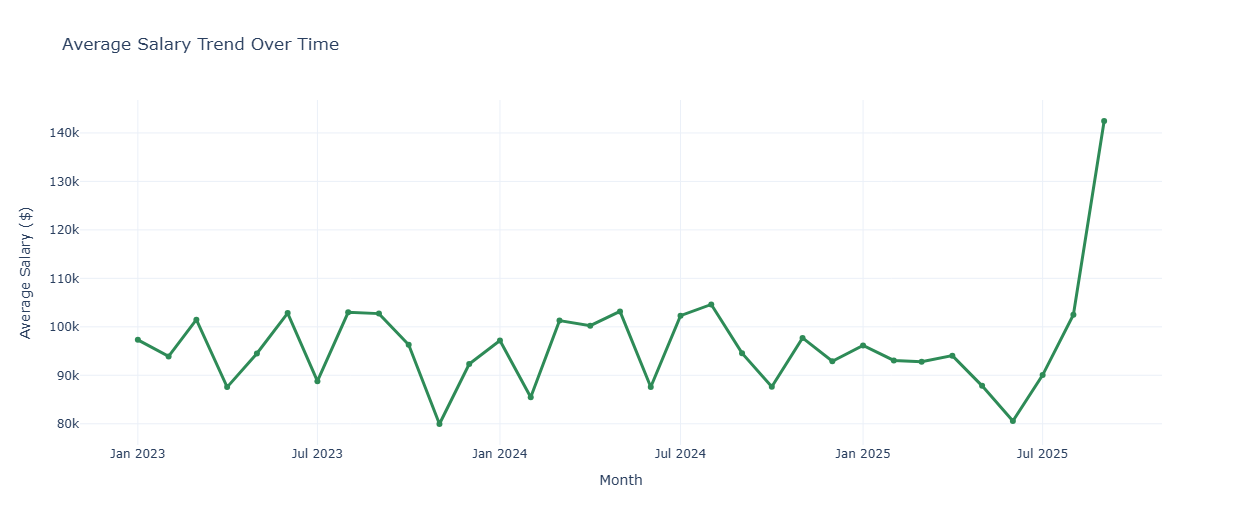 Average Salary Trend Over Time
Average Salary ($)
140k
130k
120k
110k
100k
90k
80k
Jan 2023
Jul 2023
Jan 2024
Jul 2024
Jan 2025
Jul 2025
Month